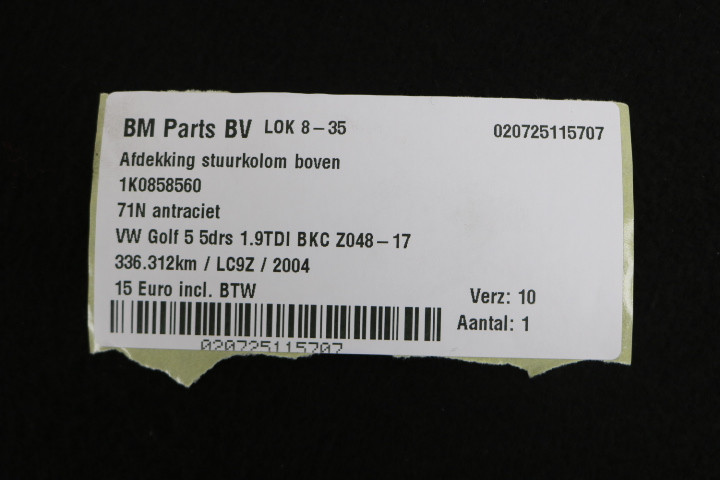 BM Parts BV LOK 8-35 020725115707
Afdekking stuurkolom boven
1K0858560
71N antraciet
VW Golf 5 5drs 1.9TDI BKC Z048-17
336.312km / LC9Z / 2004
15 Euro incl. BTW
Verz: 10
Aantal: 1
020725115707